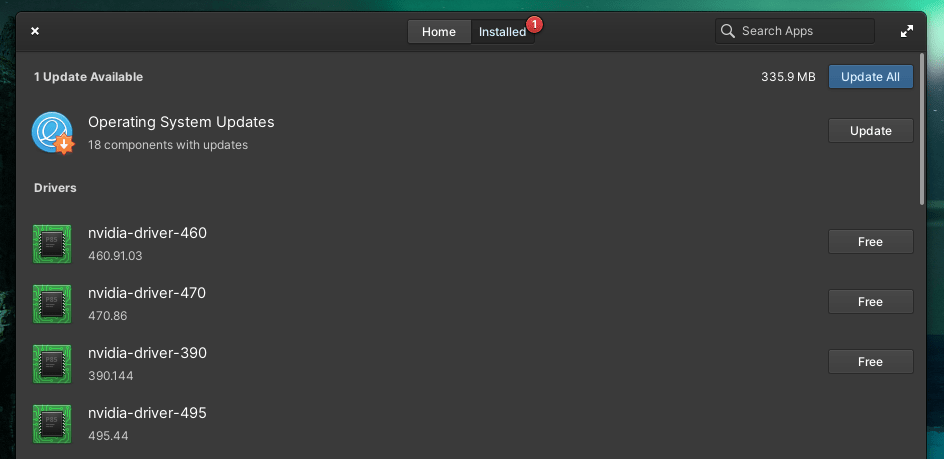 Home
Installed
1
Search Apps
1 Update Available
335.9 MB
Update All
Operating System Updates
18 components with updates
Update
Drivers
nvidia-driver-460
460.91.03
Free
nvidia-driver-470
470.86
Free
nvidia-driver-390
390.144
Free
nvidia-driver-495
495.44